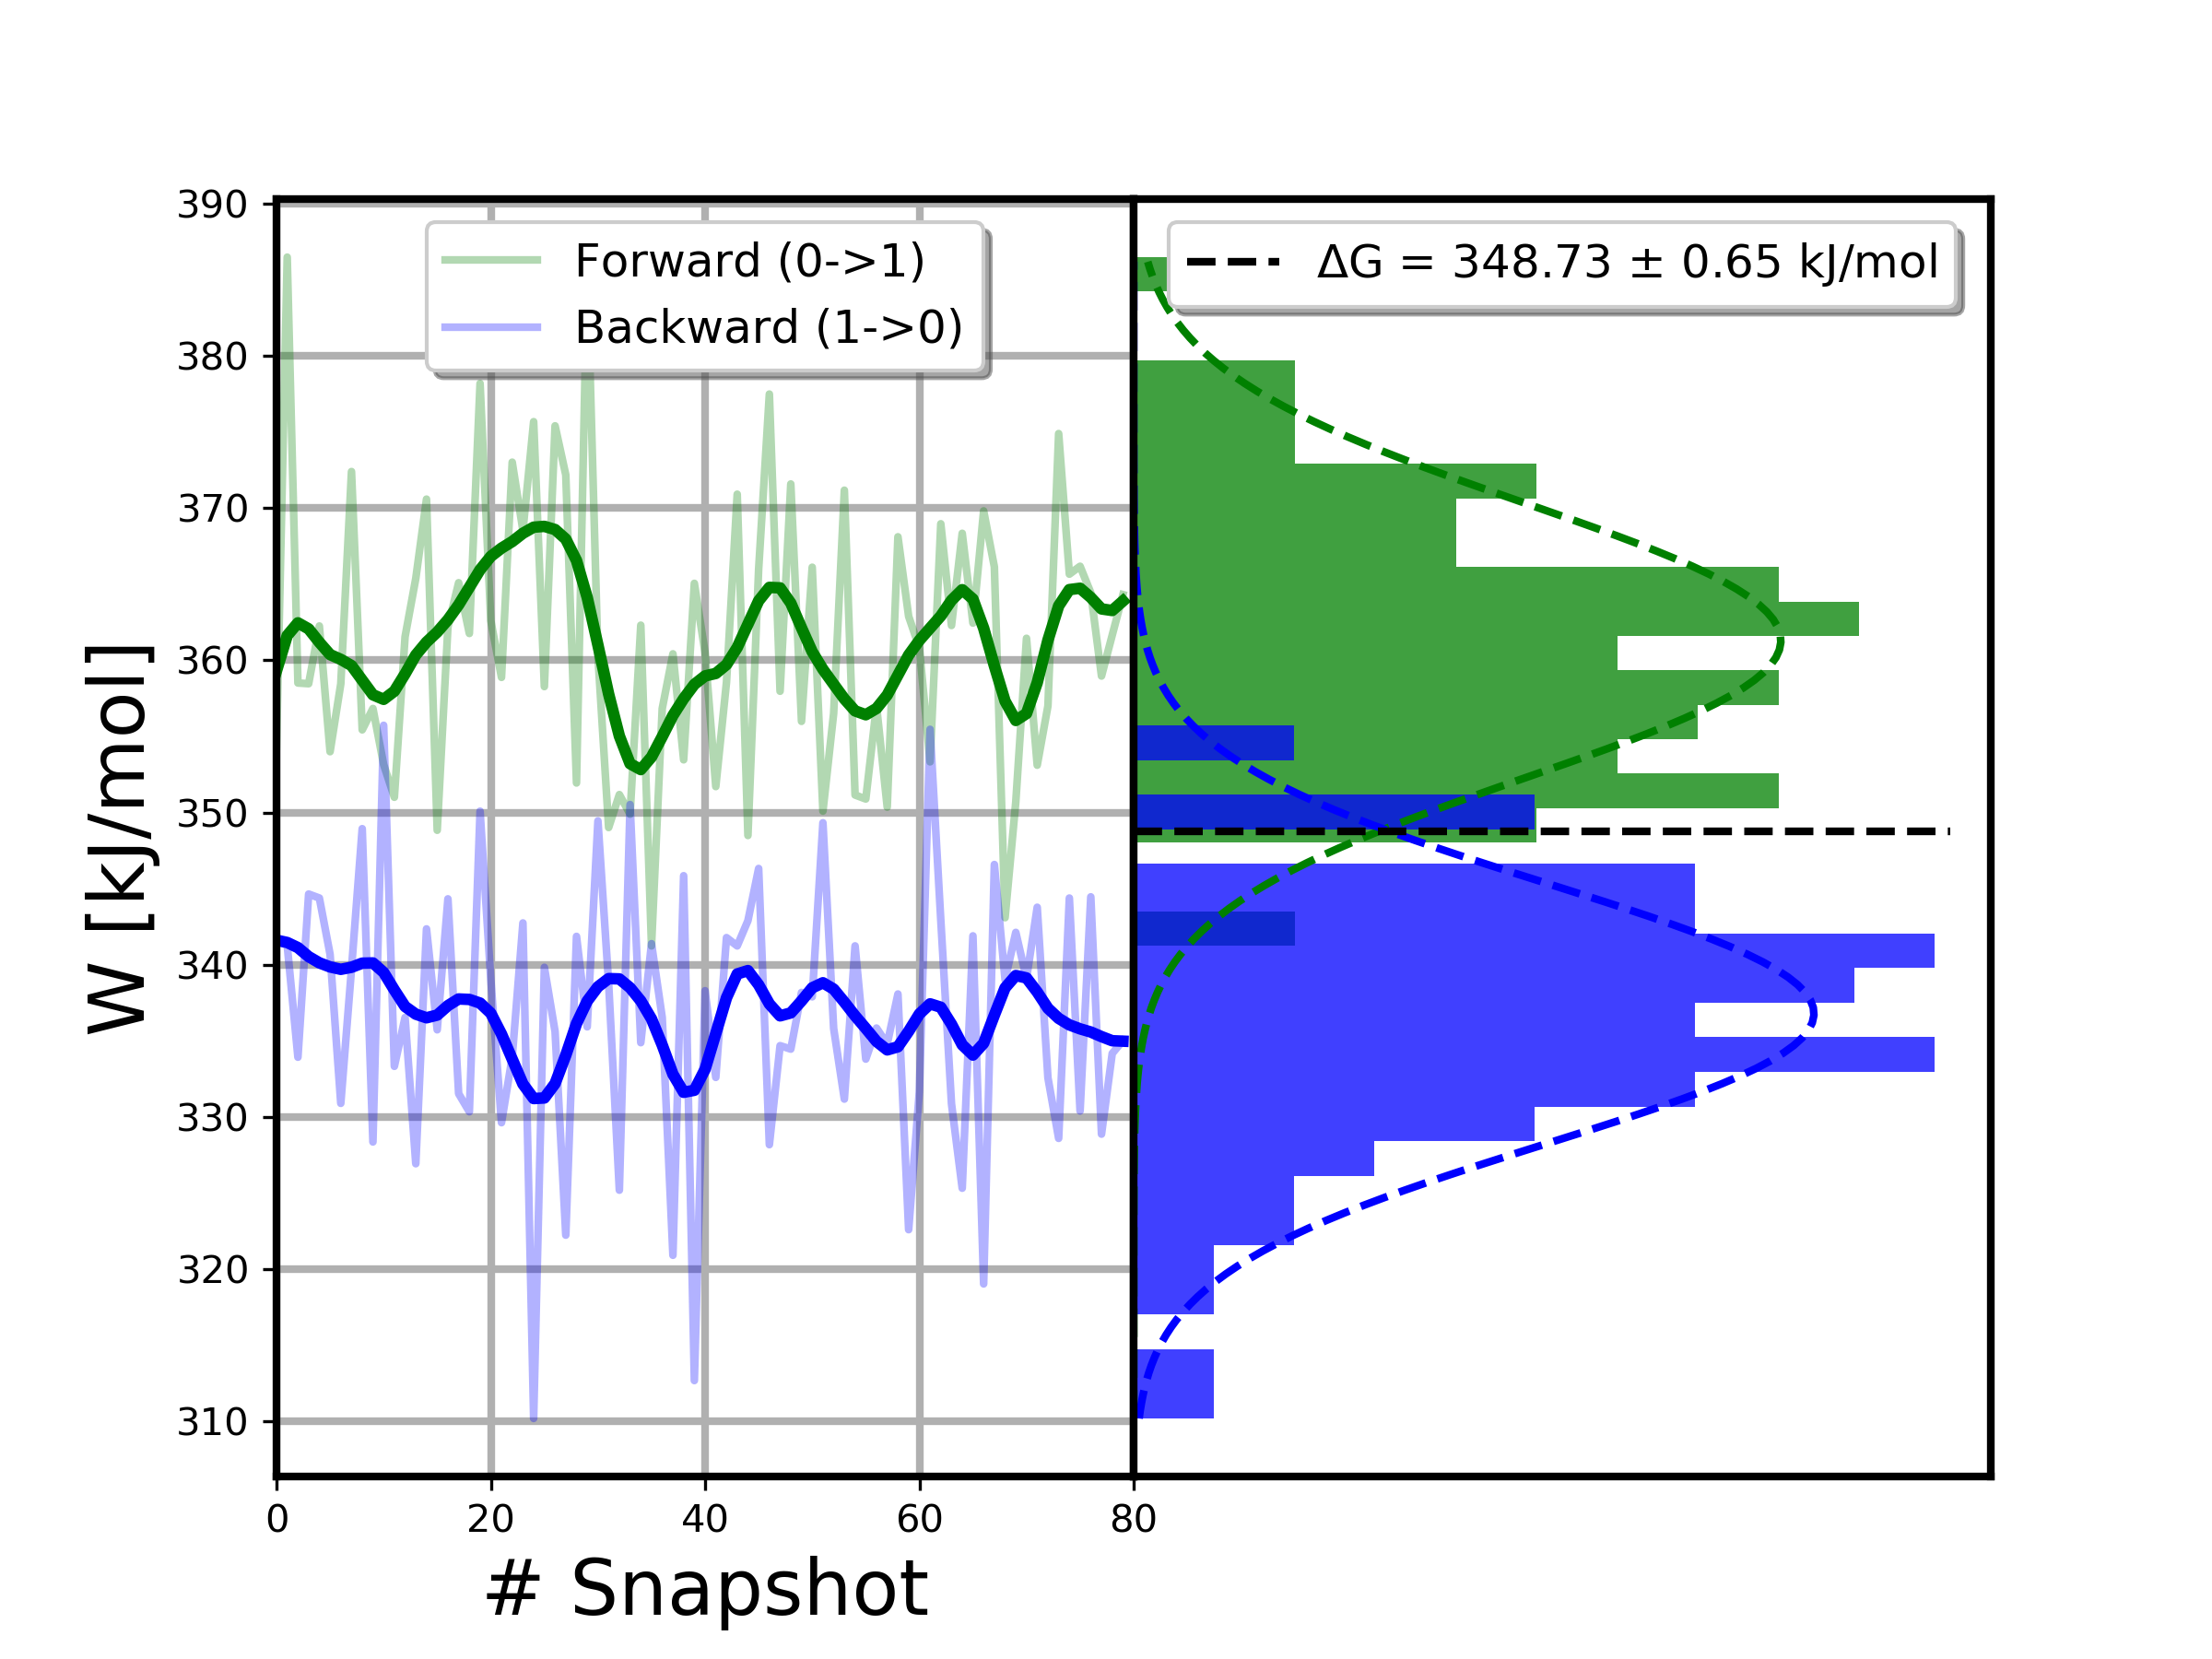 Forward (0->1)
Backward (1->0)
ΔG = 348.73 ± 0.65 kJ/mol
W [kJ/mol]
390
380
370
360
350
340
330
320
310
0 20 40 60 80
# Snapshot